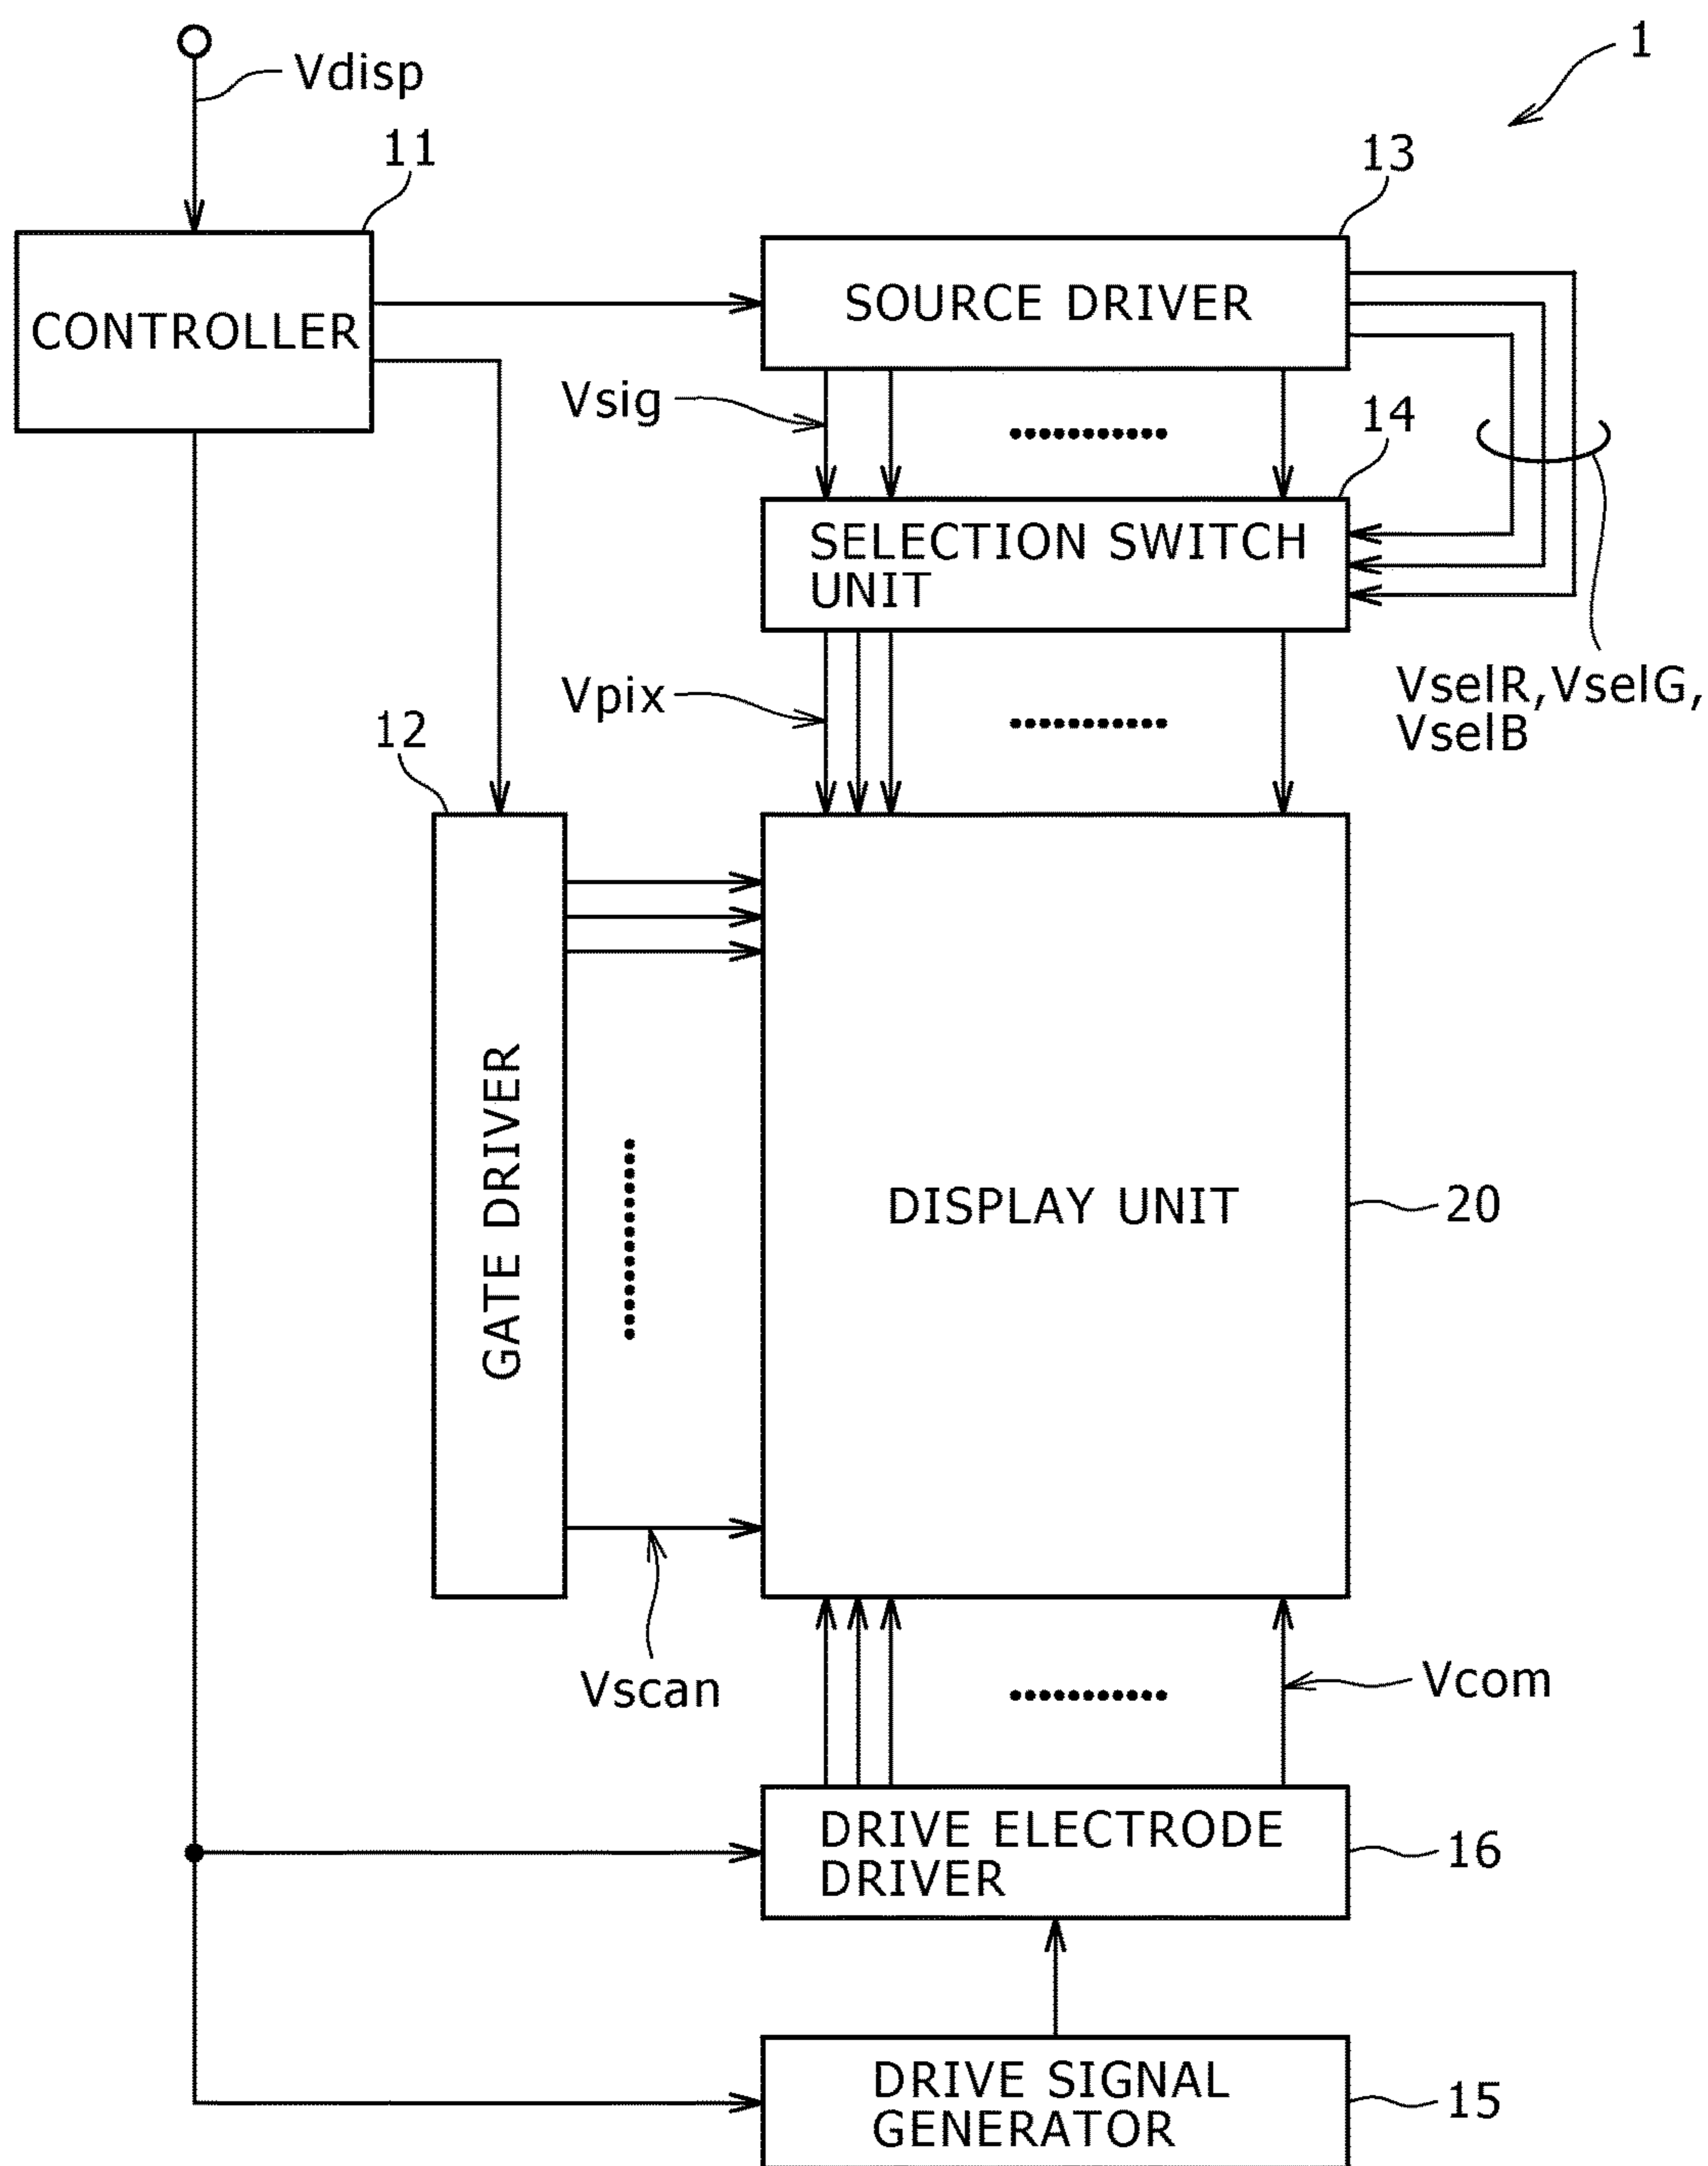 1
Vdisp
11
13
CONTROLLER
SOURCE DRIVER
Vsig
14
SELECTION SWITCH
UNIT
VselR,VselG,
VselB
Vpix
12
GATE DRIVER
DISPLAY UNIT
20
Vscan
Vcom
DRIVE ELECTRODE
DRIVER
16
DRIVE SIGNAL
GENERATOR
15